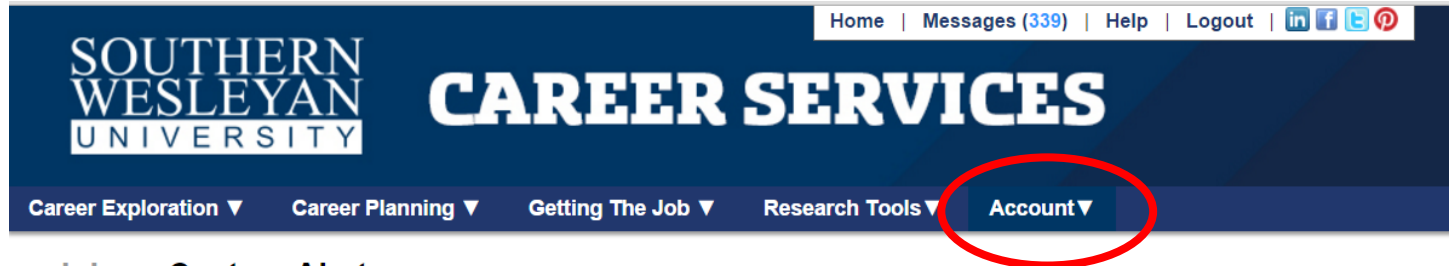 Home | Messages (339) | Help | Logout |
SOUTHERN
WESLEYAN
UNIVERSITY
CAREER SERVICES
Career Exploration ▼ Career Planning ▼ Getting The Job ▼ Research Tools▼ Account▼